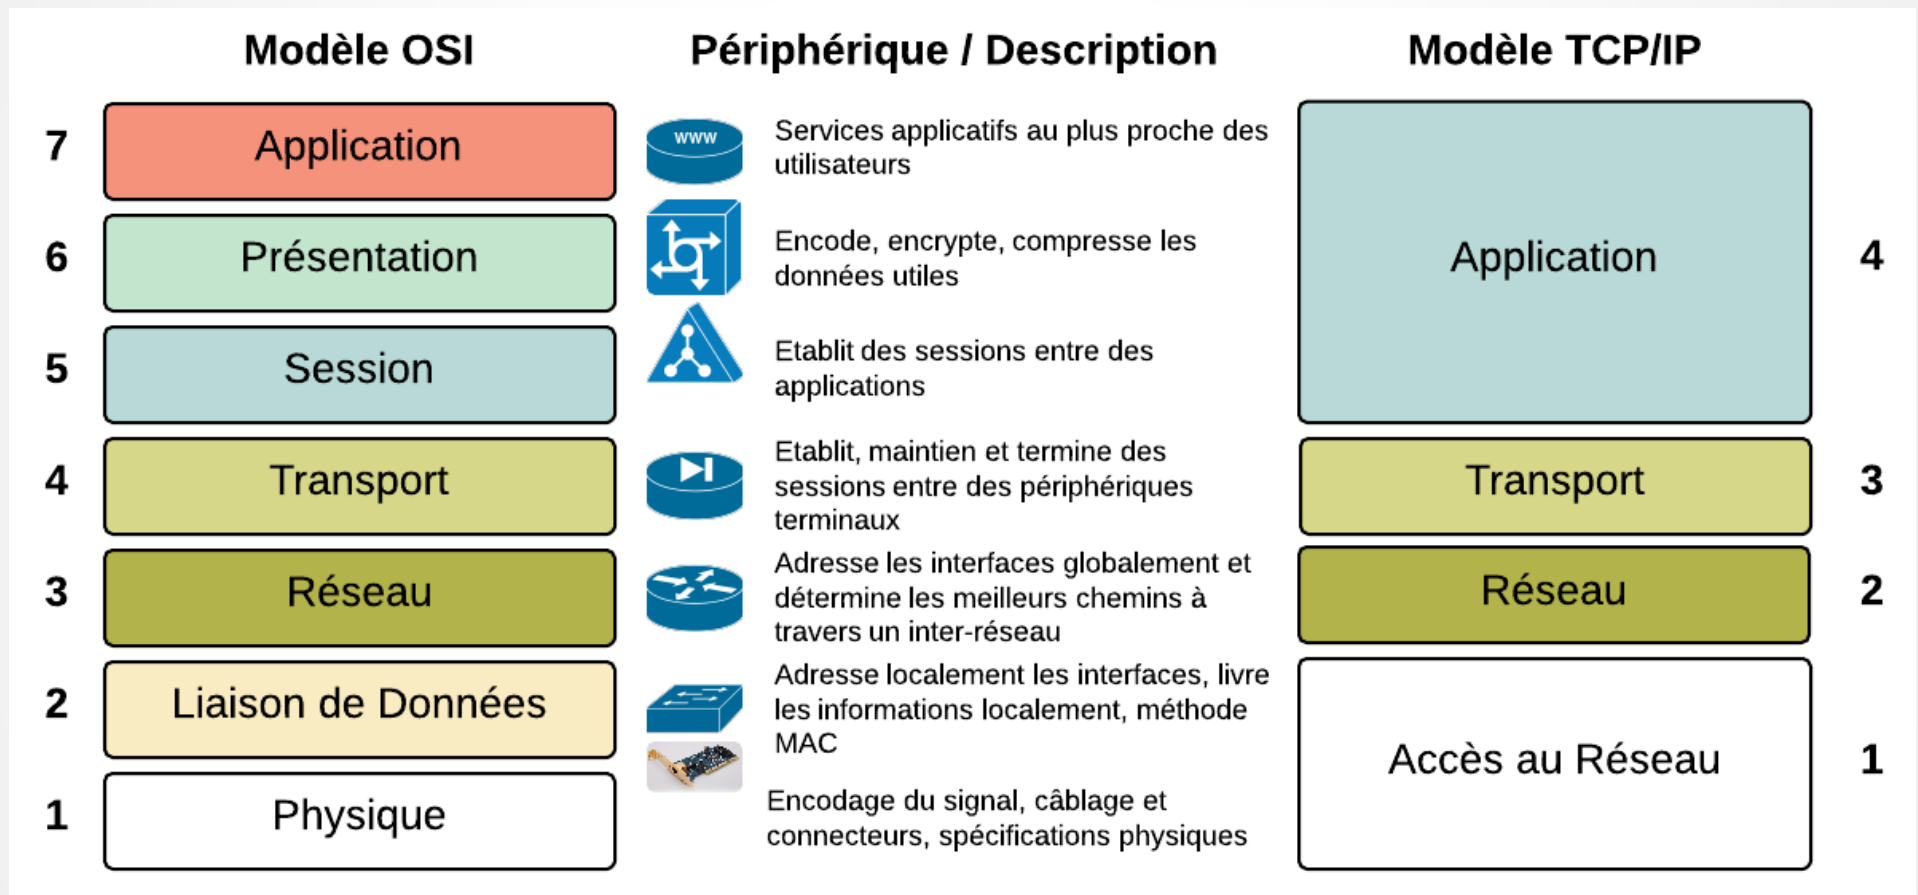 Modèle OSI
Périphérique / Description
Modèle TCP/IP
7
Application
www
Services applicatifs au plus proche des
utilisateurs
6
Présentation
Encode, encrypte, compresse les
données utiles
Application
4
5
Session
Etablit des sessions entre des
applications
4
Transport
Etablit, maintien et termine des
sessions entre des périphériques
terminaux
Transport
3
3
Réseau
Adresse les interfaces globalement et
détermine les meilleurs chemins à
travers un inter-réseau
Réseau
2
2
Liaison de Données
Adresse localement les interfaces, livre
les informations localement, méthode
MAC
Accès au Réseau
1
1
Physique
Encodage du signal, câblage et
connecteurs, spécifications physiques